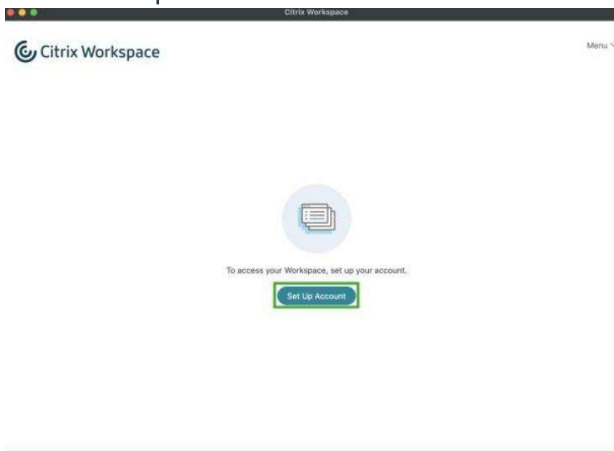 Citrix Workspace
Citrix Workspace
Menu
To access your Workspace, set up your account.
Set Up Account